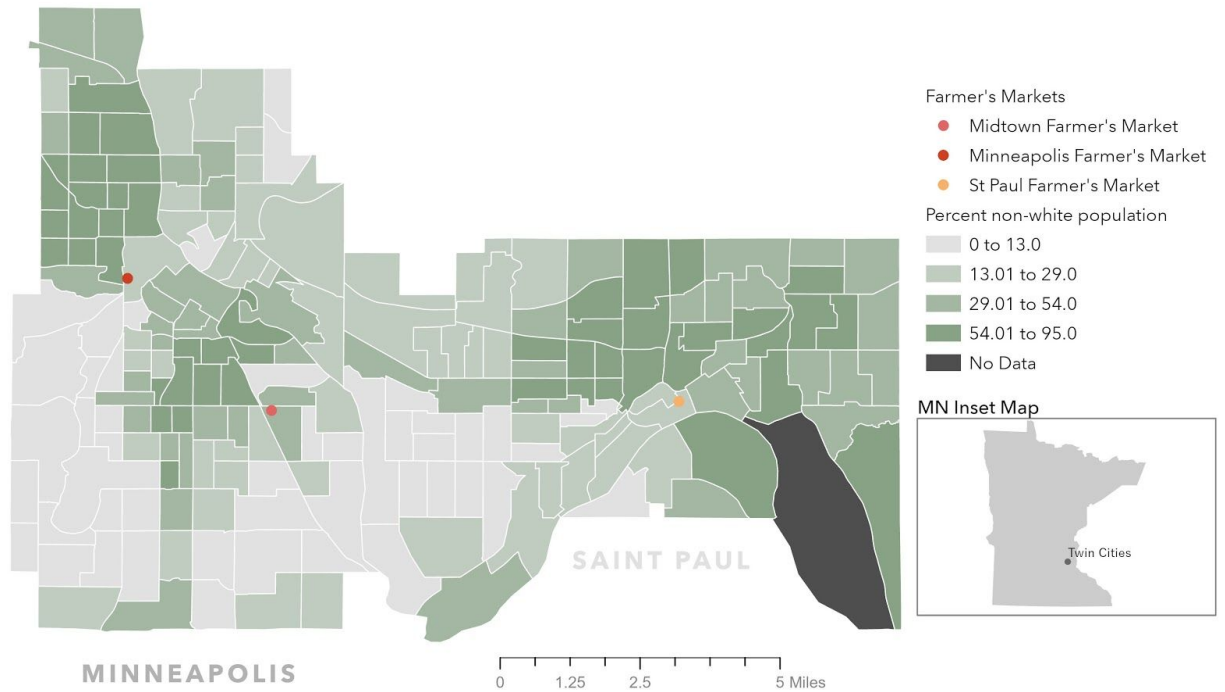 Farmer's Markets
Midtown Farmer's Market
Minneapolis Farmer's Market
St Paul Farmer's Market
Percent non-white population
0 to 13.0
13.01 to 29.0
29.01 to 54.0
54.01 to 95.0
No Data
MN Inset Map
Twin Cities
SAINT PAUL
MINNEAPOLIS
0 1.25 2.5 5 Miles